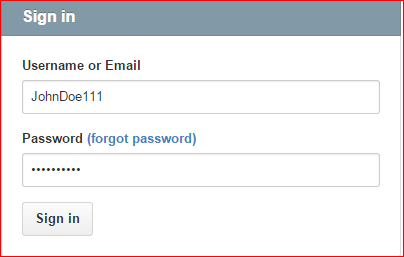 Sign in
Username or Email
JohnDoe111
Password (forgot password)
••••••••••
Sign in